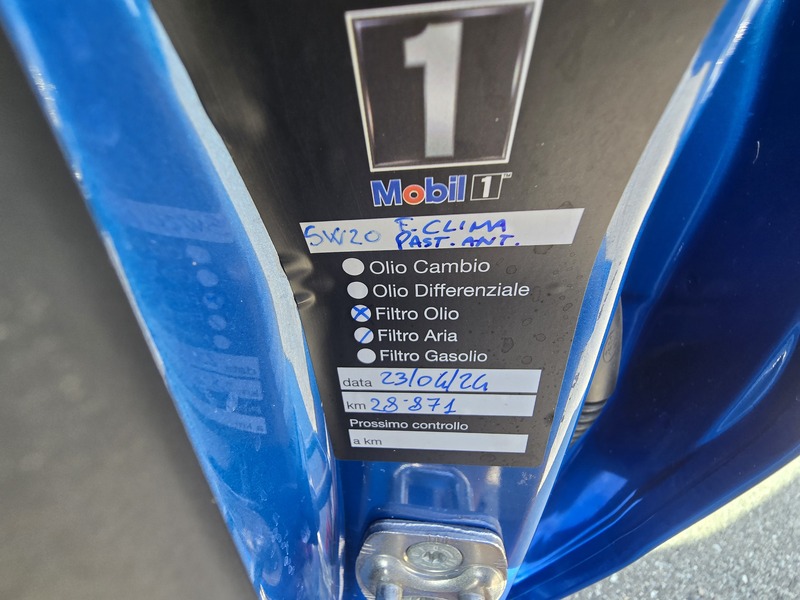 1
Mobil 1™
5W20 F. CLIMA
PAST. ANT.
Olio Cambio
Olio Differenziale
Filtro Olio
Filtro Aria
Filtro Gasolio
data 23/04/24
km 28.871
Prossimo controllo
a km